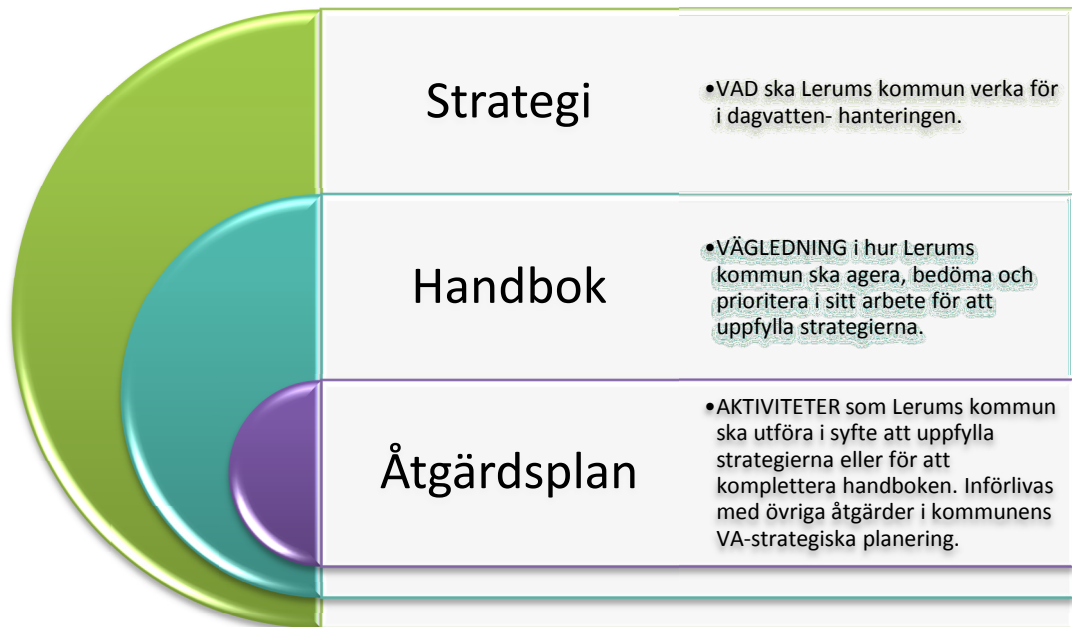 Strategi
•VAD ska Lerums kommun verka för
i dagvatten- hanteringen.
Handbok
•VÄGLEDNING i hur Lerums
kommun ska agera, bedöma och
prioritera i sitt arbete för att
uppfylla strategierna.
Åtgärdsplan
•AKTIVITETER som Lerums kommun
ska utföra i syfte att uppfylla
strategierna eller för att
komplettera handboken. Införlivas
med övriga åtgärder i kommunens
VA-strategiska planering.